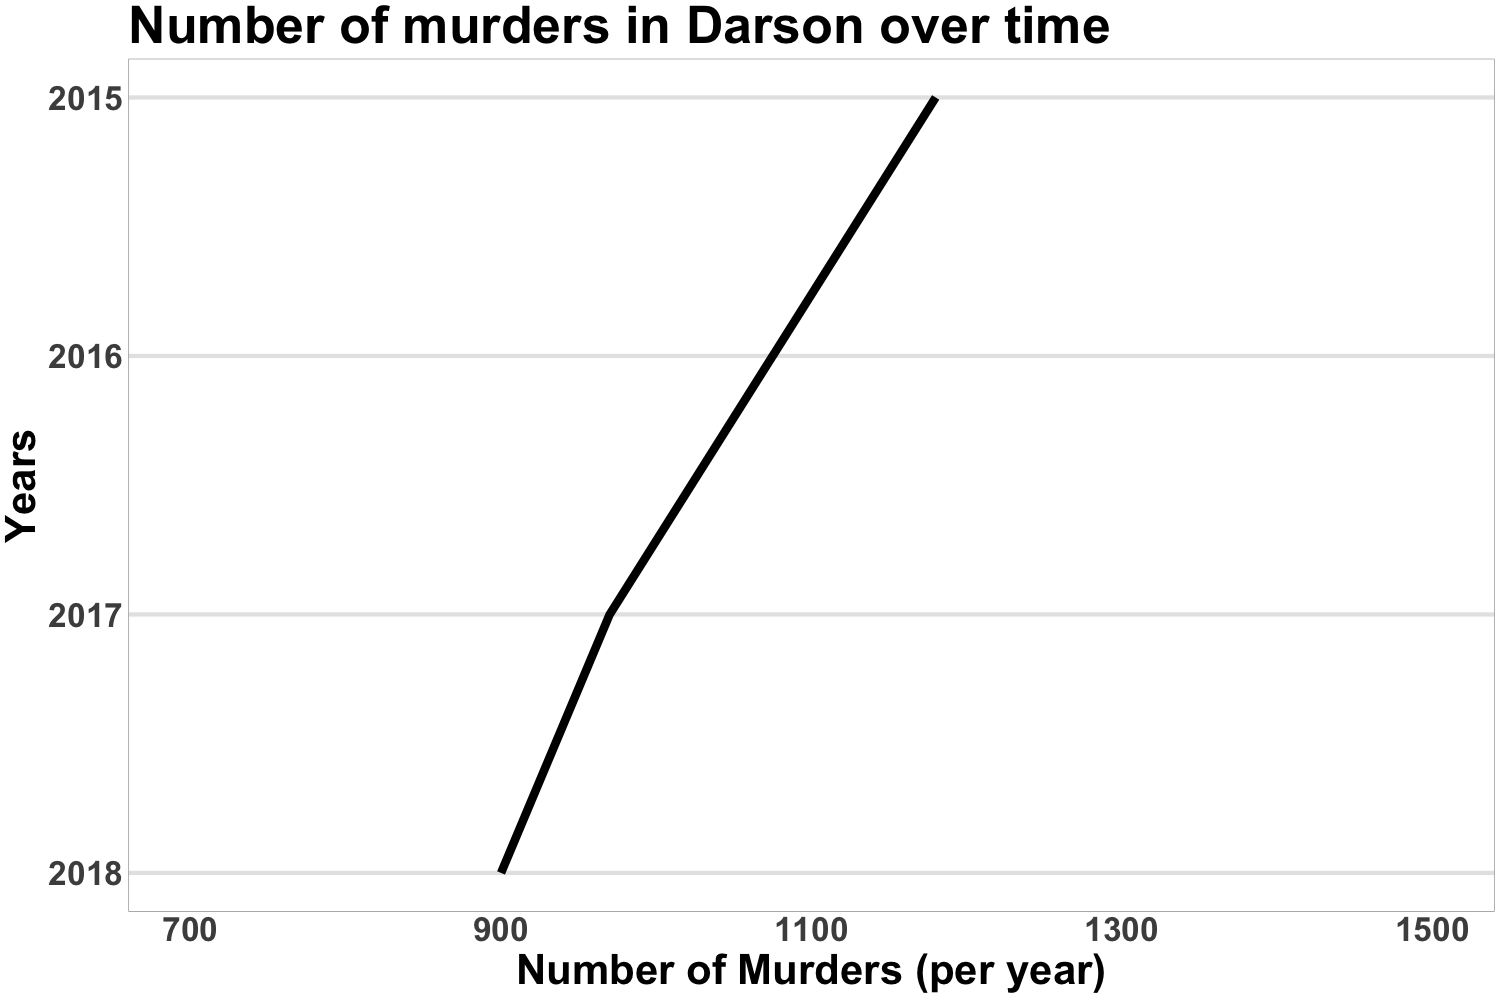 Number of murders in Darson over time
2015
2016
2017
2018
Years
700 900 1100 1300 1500
Number of Murders (per year)